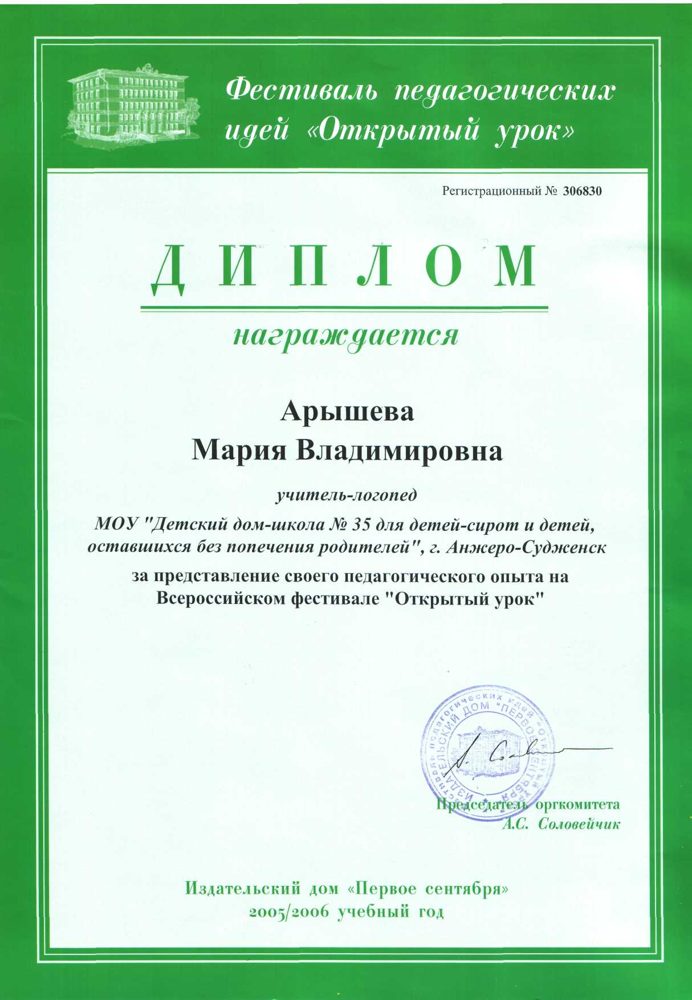 Фестиваль педагогических
идей «Открытый урок»
Регистрационный № 306830
ДИПЛОМ
награждается
Арышева
Мария Владимировна
учитель-логопед
МОУ "Детский дом-школа № 35 для детей-сирот и детей,
оставшихся без попечения родителей", г. Анжеро-Судженск
за представление своего педагогического опыта на
Всероссийском фестивале "Открытый урок"
Фестиваль педагогических идей "Открытый урок"
ИЗДАТЕЛЬСКИЙ ДОМ "ПЕРВОЕ СЕНТЯБРЯ"
Председатель оргкомитета
А.С. Соловейчик
Издательский дом «Первое сентября»
2005/2006 учебный год